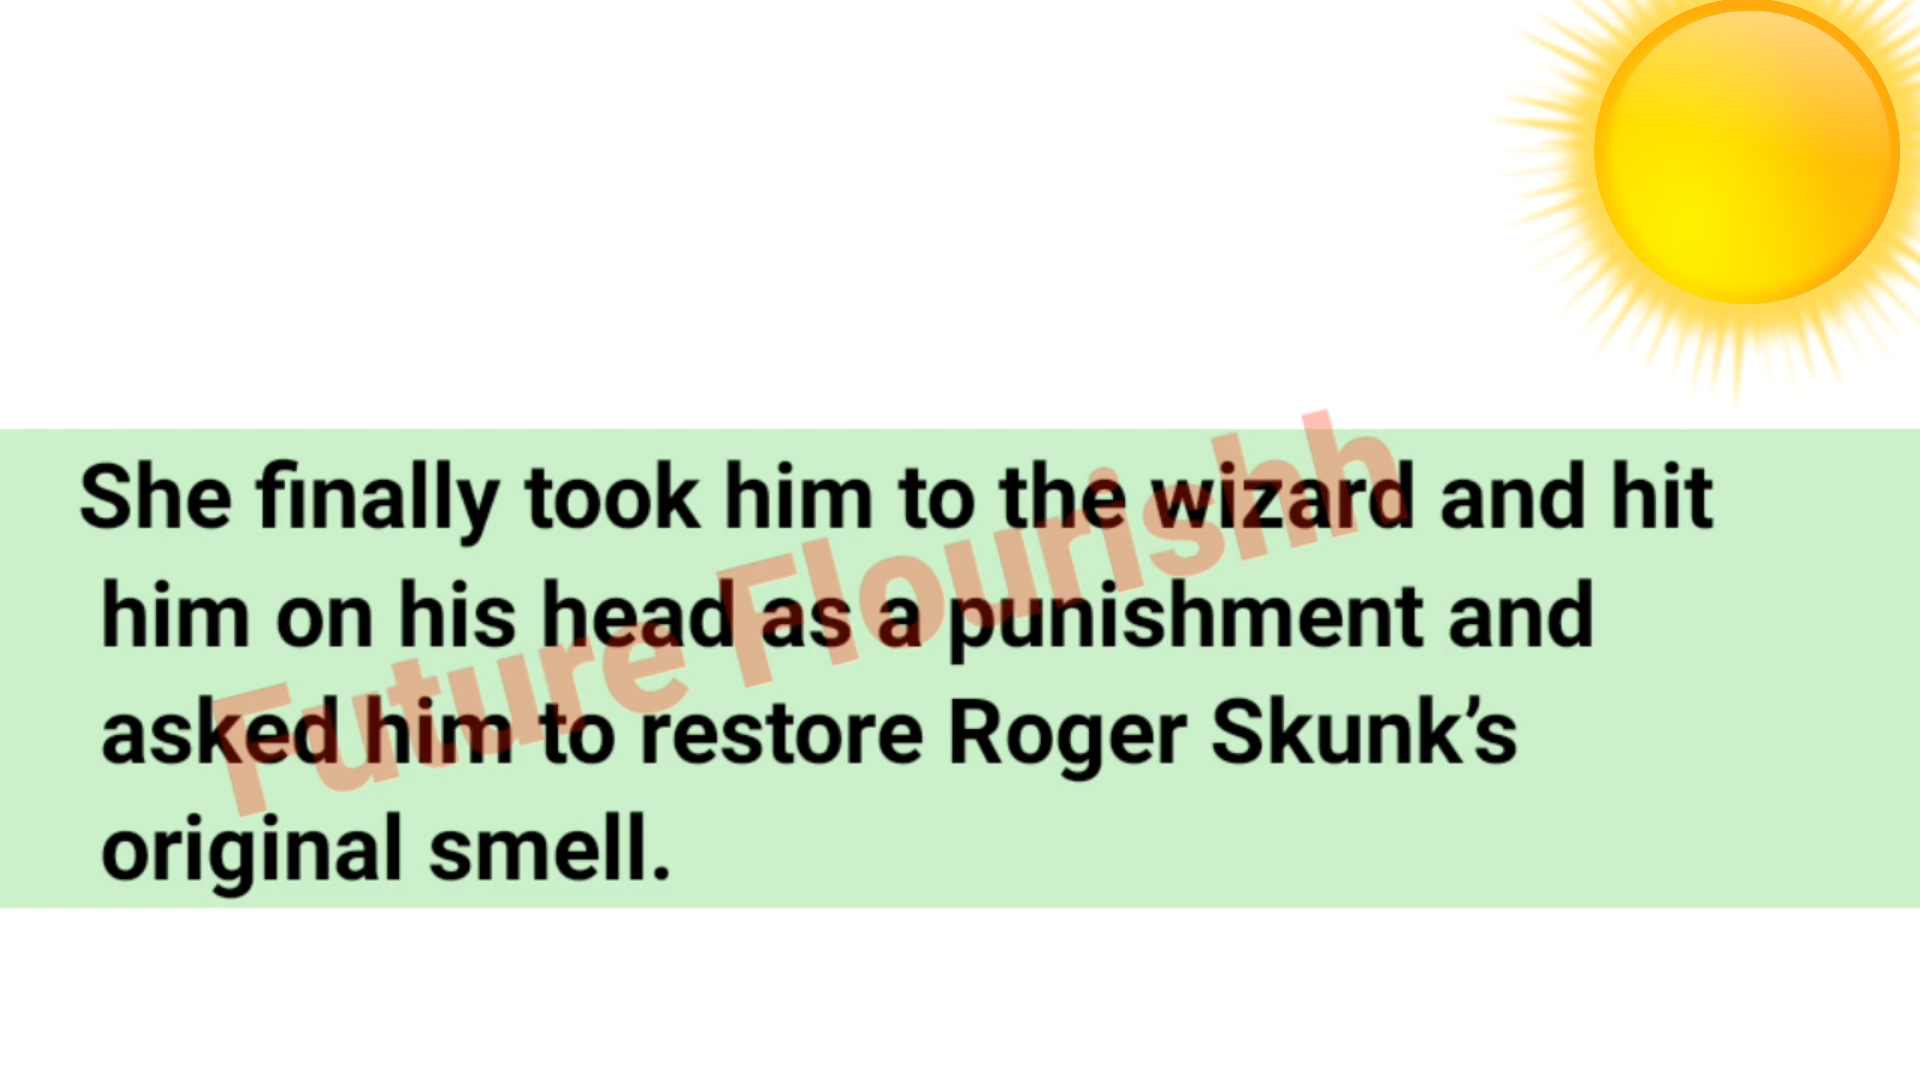 She finally took him to the wizard and hit
him on his head as a punishment and
asked him to restore Roger Skunk’s
original smell.
Future Flourishh